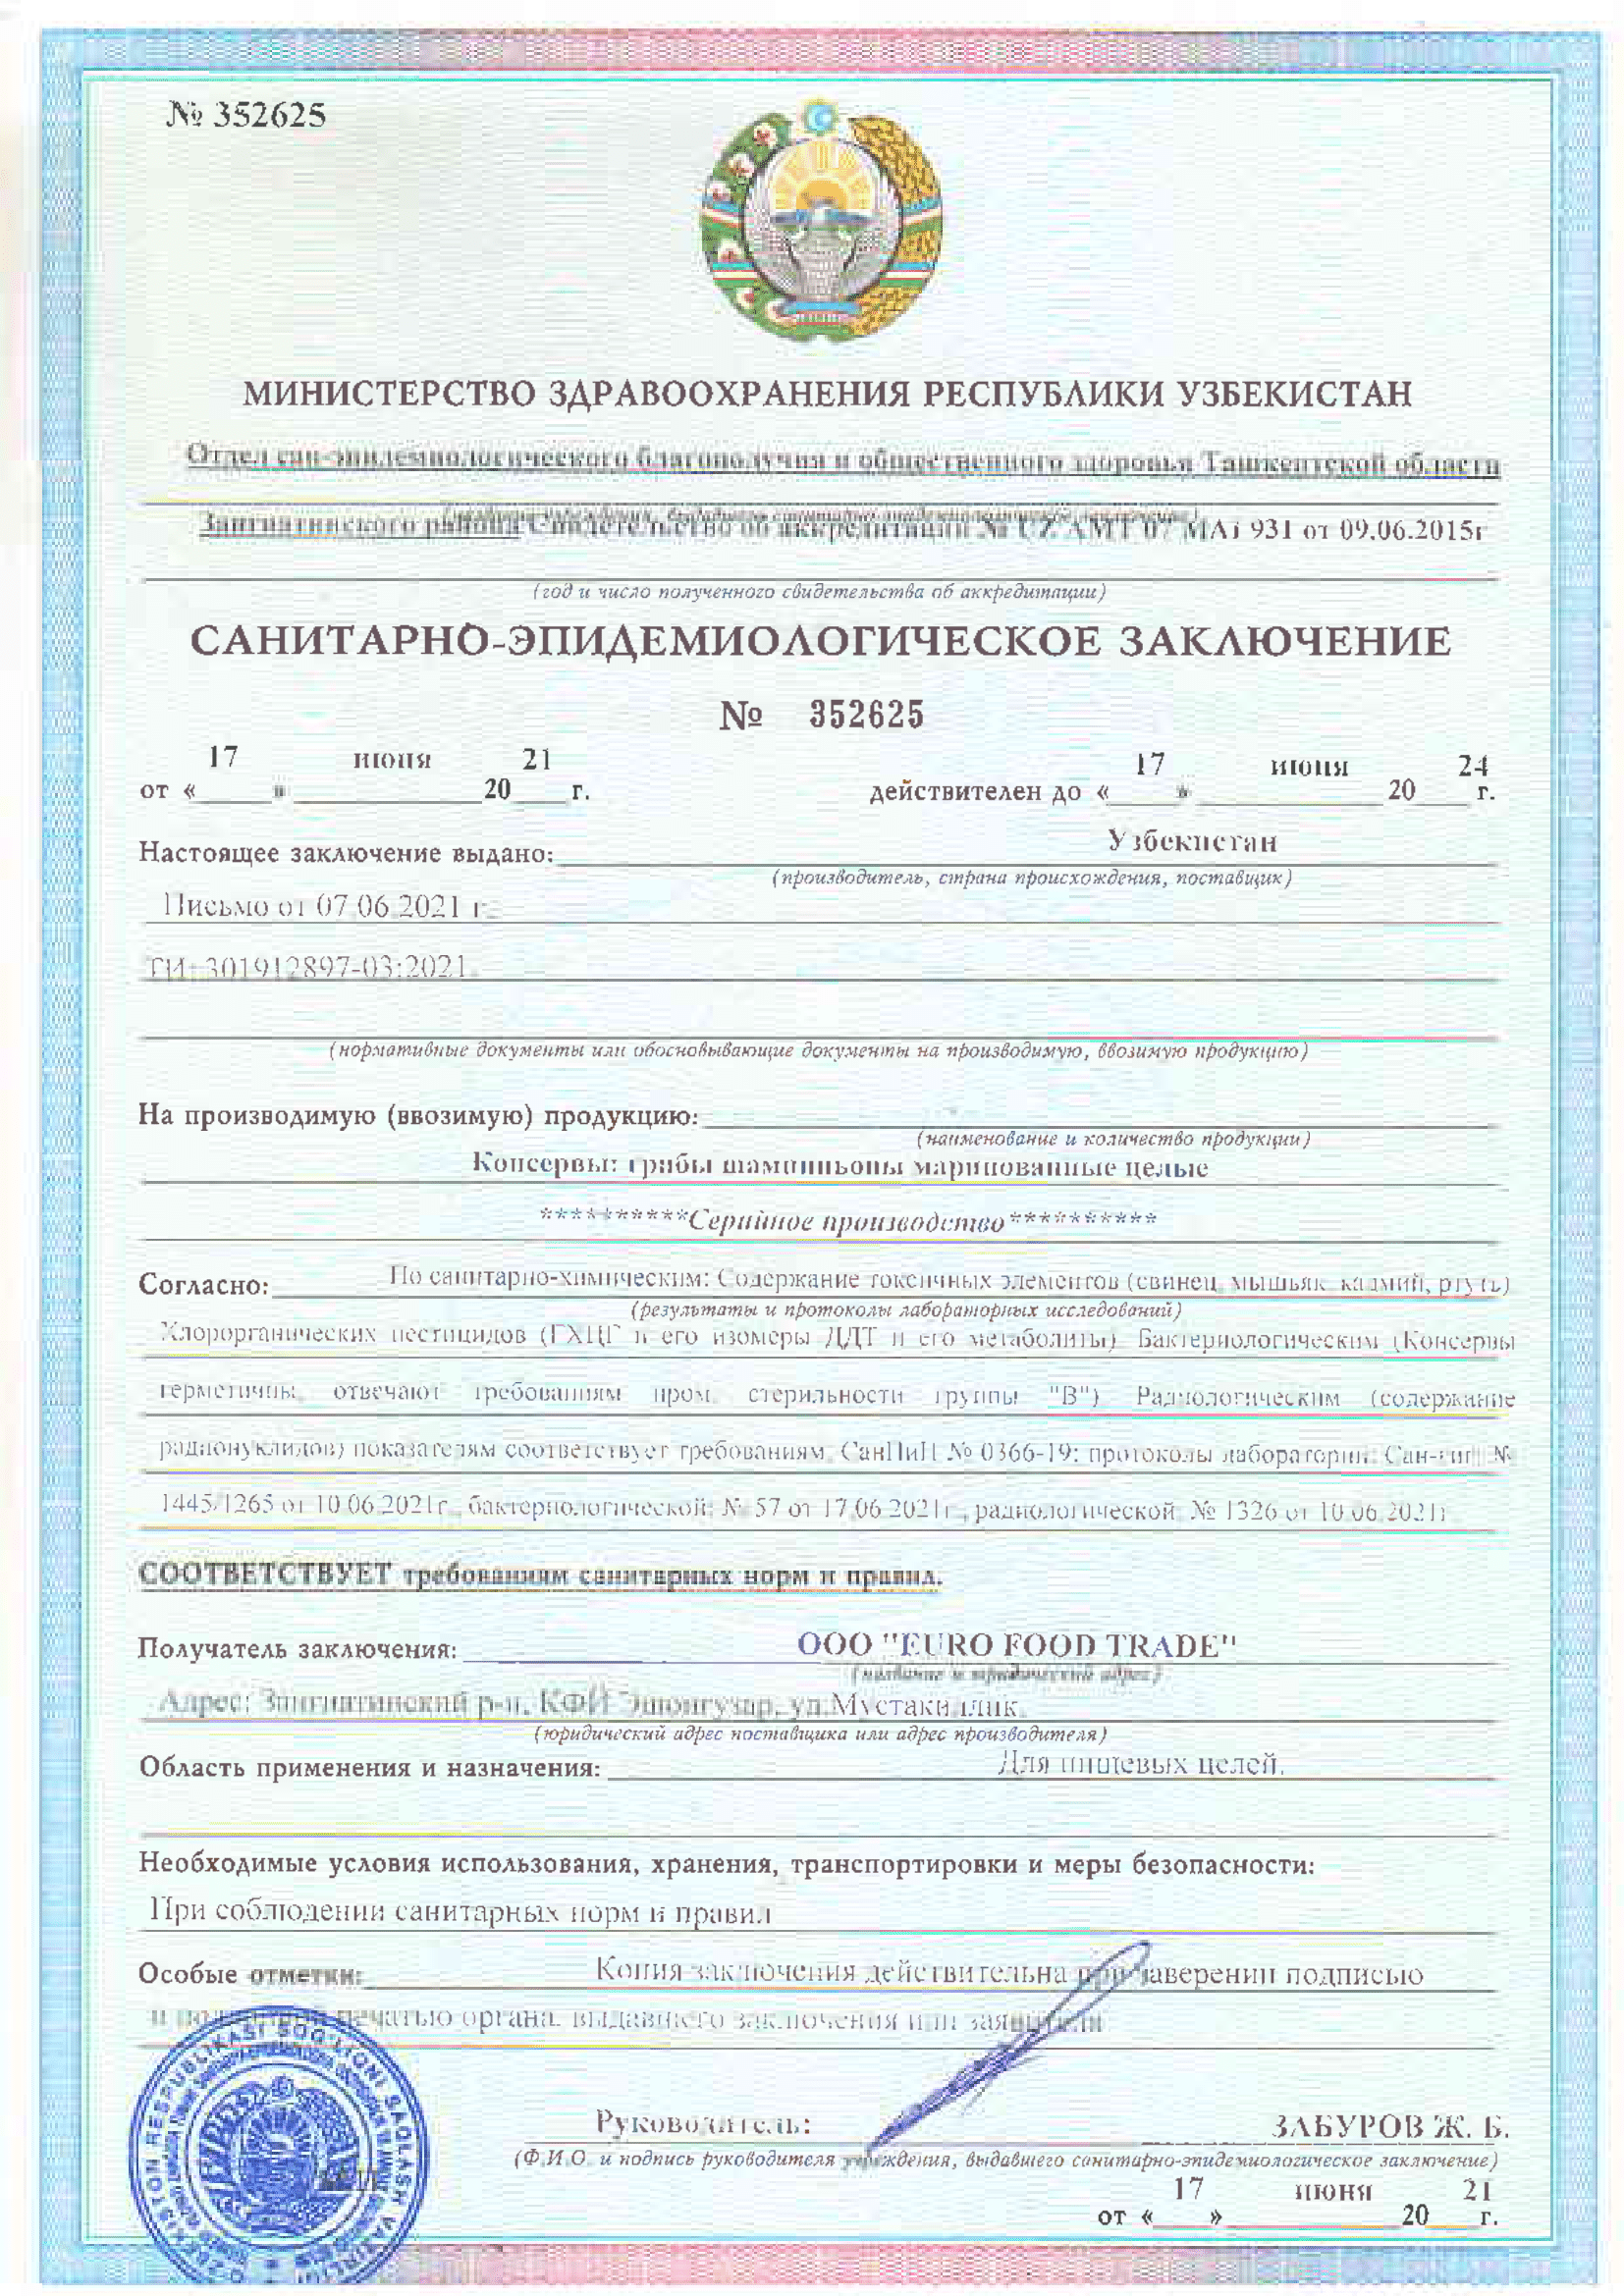 № 352625
МИНИСТЕРСТВО ЗДРАВООХРАНЕНИЯ РЕСПУБЛИКИ УЗБЕКИСТАН
Отдел сан-эпидемиологического благополучия и общественного здоровья Ташкентской области
Зангиатинского района Свидетельство об аккредитации № UZ АМТ 07 МАI 931 от 09.06.2015г
(год и число полученного свидетельства об аккредитации)
САНИТАРНО-ЭПИДЕМИОЛОГИЧЕСКОЕ ЗАКЛЮЧЕНИЕ
№ 352625
от « 17 » июня 20 21 г. действителен до « 17 » июня 20 24 г.
Настоящее заключение выдано: Узбекистан
(производитель, страна происхождения, поставщик)
Письмо от 07.06.2021 г.
301912897-03:2021.
(нормативные документы или обосновывающие документы на производимую, ввозимую продукцию)
На производимую (ввозимую) продукцию:
(наименование и количество продукции)
Консервы: грибы шампиньоны маринованные целые
**********Серийное производство**********
Согласно: По санитарно-химическим: Содержание токсичных элементов (свинец, мышьяк, кадмий, ртуть)
(результаты и протоколы лабораторных исследований)
Хлорорганических пестицидов (ГХЦГ и его изомеры ДДТ и его метаболиты). Бактериологическим (Консервы
герметичны, отвечают требованиям пром. стерильности группы "В") Радиологическим (содержание
радионуклидов) показателям соответствует требованиям: СанПиН № 0366-19: протоколы лаборатории: Сан-гиг №
1445/1265 от 10.06.2021г., бактериологической: № 57 от 17.06.2021г., радиологической: № 1326 от 10.06.2021г
СООТВЕТСТВУЕТ требованиям санитарных норм и правил.
Получатель заключения: ООО "EURO FOOD TRADE"
(название и юридический адрес)
Адрес: Зангиатинский р-н, КФЙ Эшонгузар, ул.Мустакиллик.
(юридический адрес поставщика или адрес производителя)
Область применения и назначения: Для пищевых целей.
Необходимые условия использования, хранения, транспортировки и меры безопасности:
При соблюдении санитарных норм и правил
Особые отметки: Копия заключения действительна при заверении подписью
и печатью органа, выдавшего заключения или заявителя
Руководитель: ЗАБУРОВ Ж. Б.
(Ф.И.О. и подпись руководителя учреждения, выдавшего санитарно-эпидемиологическое заключение)
от « 17 » июня 20 21 г.
RESPUBLIKASI SOG'LIQNI SAQLASH